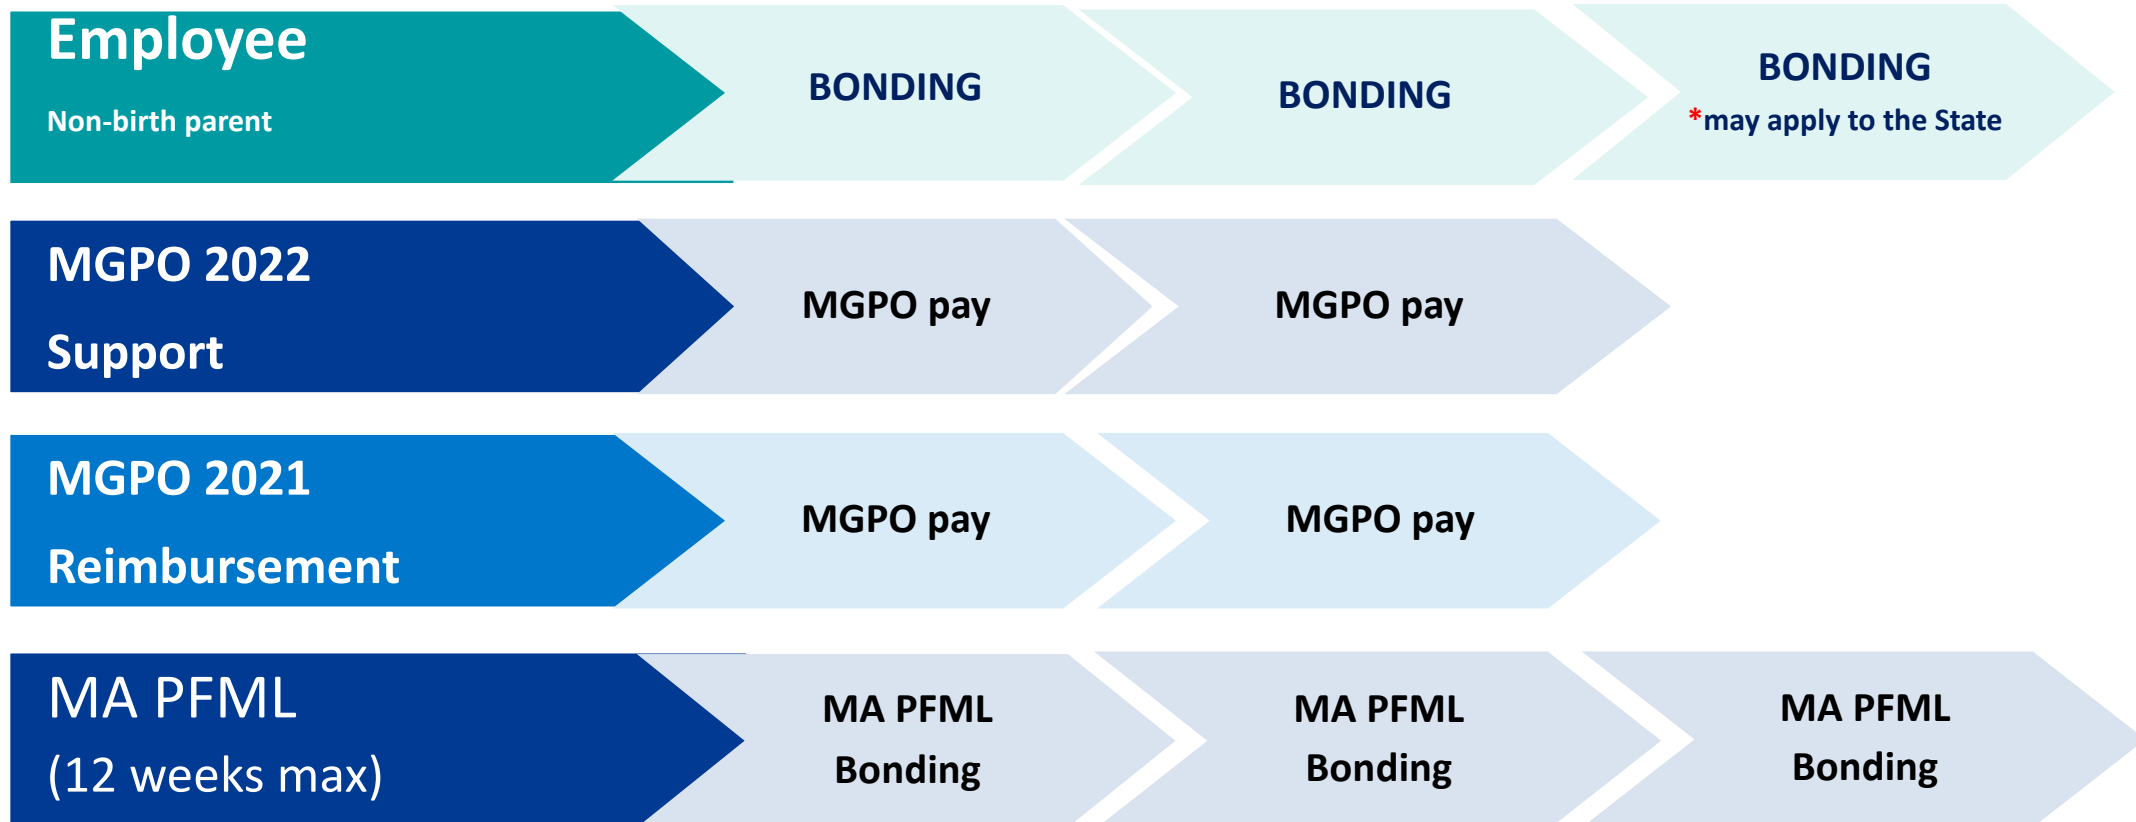 Employee
Non-birth parent
BONDING
BONDING
BONDING
*may apply to the State
MGPO 2022
Support
MGPO pay
MGPO pay
MGPO 2021
Reimbursement
MGPO pay
MGPO pay
MA PFML
(12 weeks max)
MA PFML
Bonding
MA PFML
Bonding
MA PFML
Bonding